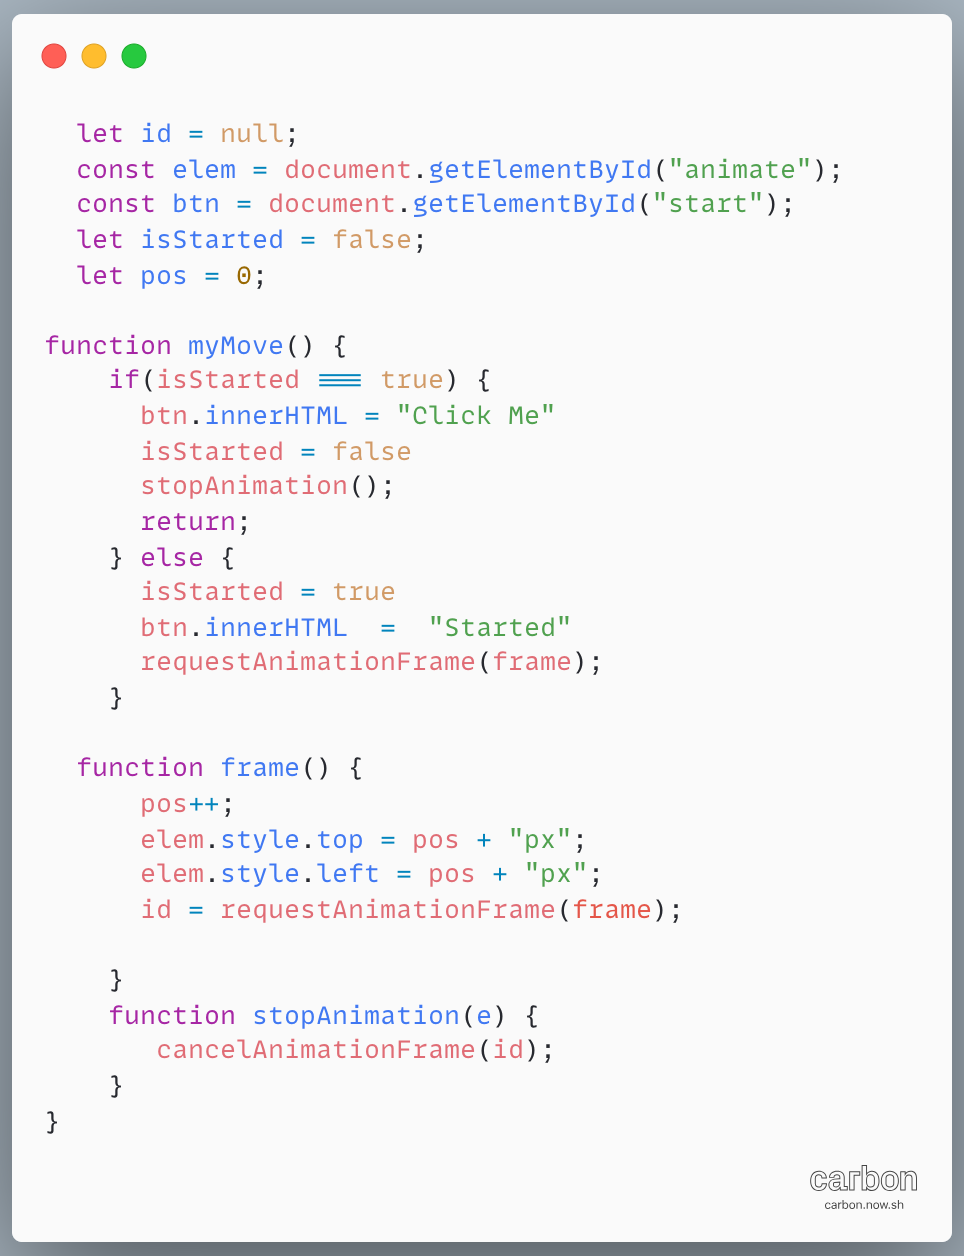 let id = null;
const elem = document.getElementById("animate");
const btn = document.getElementById("start");
let isStarted = false;
let pos = 0;
function myMove() {
if(isStarted === true) {
btn.innerHTML = "Click Me"
isStarted = false
stopAnimation();
return;
} else {
isStarted = true
btn.innerHTML  =  "Started"
requestAnimationFrame(frame);
}
function frame() {
pos++;
elem.style.top = pos + "px";
elem.style.left = pos + "px";
id = requestAnimationFrame(frame);
}
function stopAnimation(e) {
cancelAnimationFrame(id);
}
}
carbon
carbon.now.sh